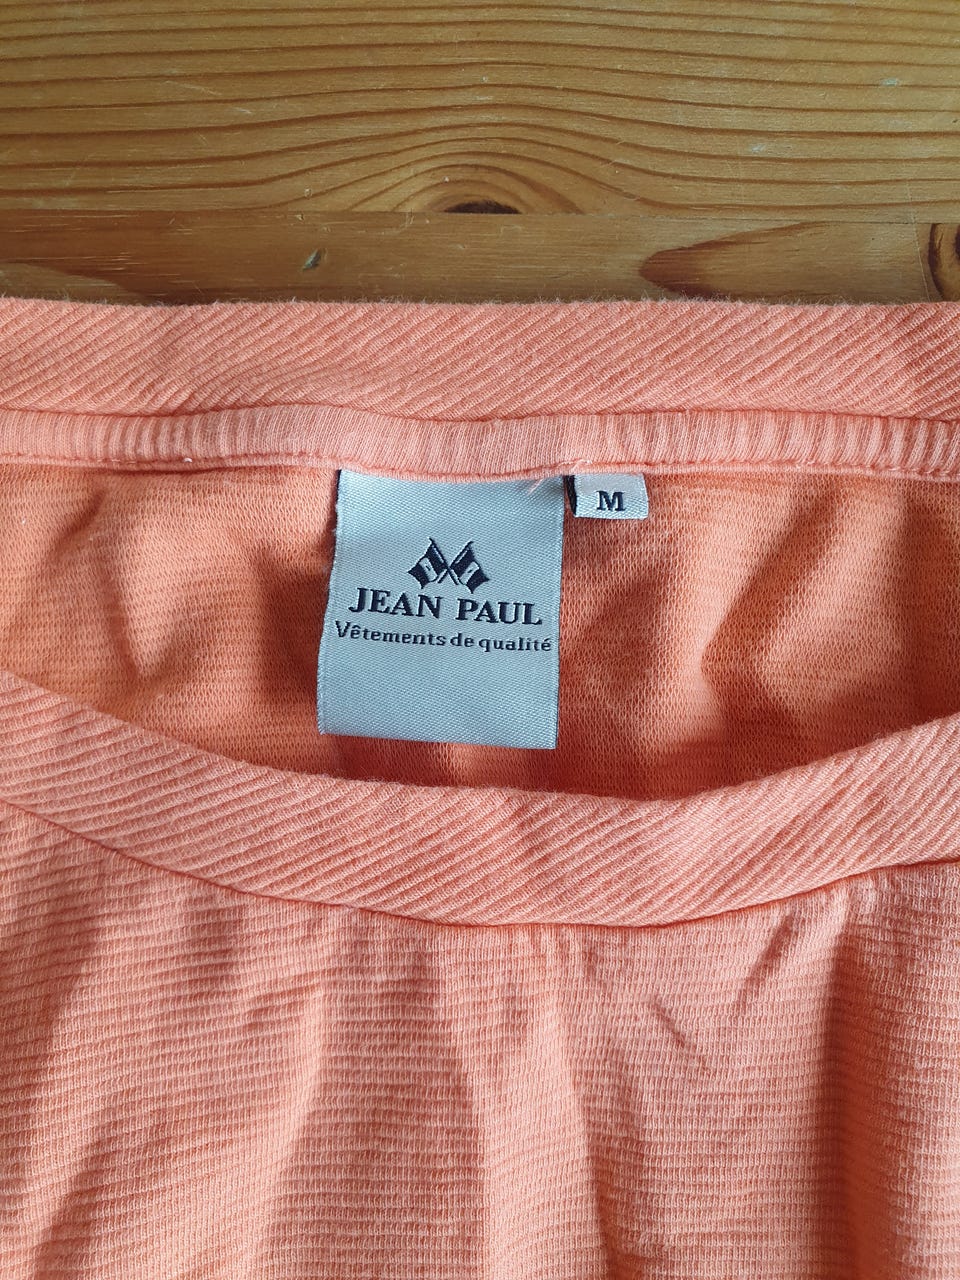 M
JEAN PAUL
Vêtements de qualité